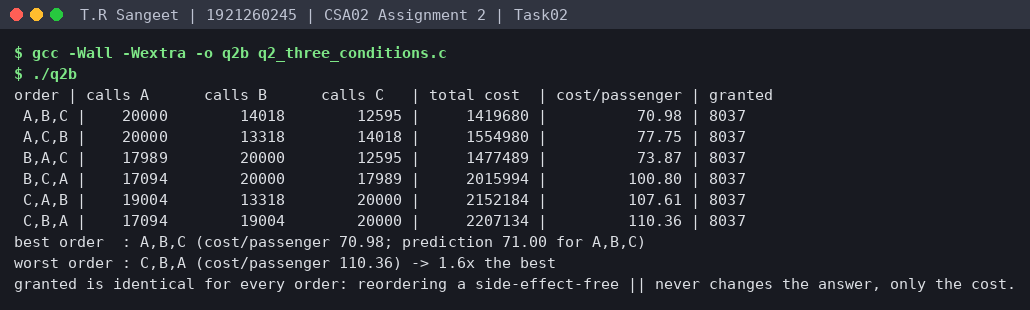 T.R Sangeet | 1921260245 | CSA02 Assignment 2 | Task02
$ gcc -Wall -Wextra -o q2b q2_three_conditions.c
$ ./q2b
order | calls A      calls B      calls C   | total cost  | cost/passenger | granted
 A,B,C |    20000        14018        12595 |     1419680 |          70.98 | 8037
 A,C,B |    20000        13318        14018 |     1554980 |          77.75 | 8037
 B,A,C |    17989        20000        12595 |     1477489 |          73.87 | 8037
 B,C,A |    17094        20000        17989 |     2015994 |         100.80 | 8037
 C,A,B |    19004        13318        20000 |     2152184 |         107.61 | 8037
 C,B,A |    17094        19004        20000 |     2207134 |         110.36 | 8037
best order  : A,B,C (cost/passenger 70.98; prediction 71.00 for A,B,C)
worst order : C,B,A (cost/passenger 110.36) -> 1.6x the best
granted is identical for every order: reordering a side-effect-free || never changes the answer, only the cost.